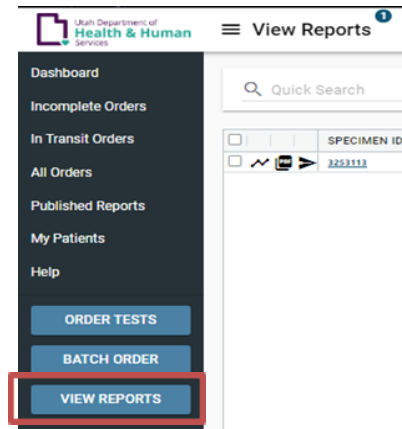 Utah Department of
Health & Human
Services
View Reports
1
Dashboard
Incomplete Orders
In Transit Orders
All Orders
Published Reports
My Patients
Help
ORDER TESTS
BATCH ORDER
VIEW REPORTS
Quick Search
SPECIMEN ID
PDF
3253113